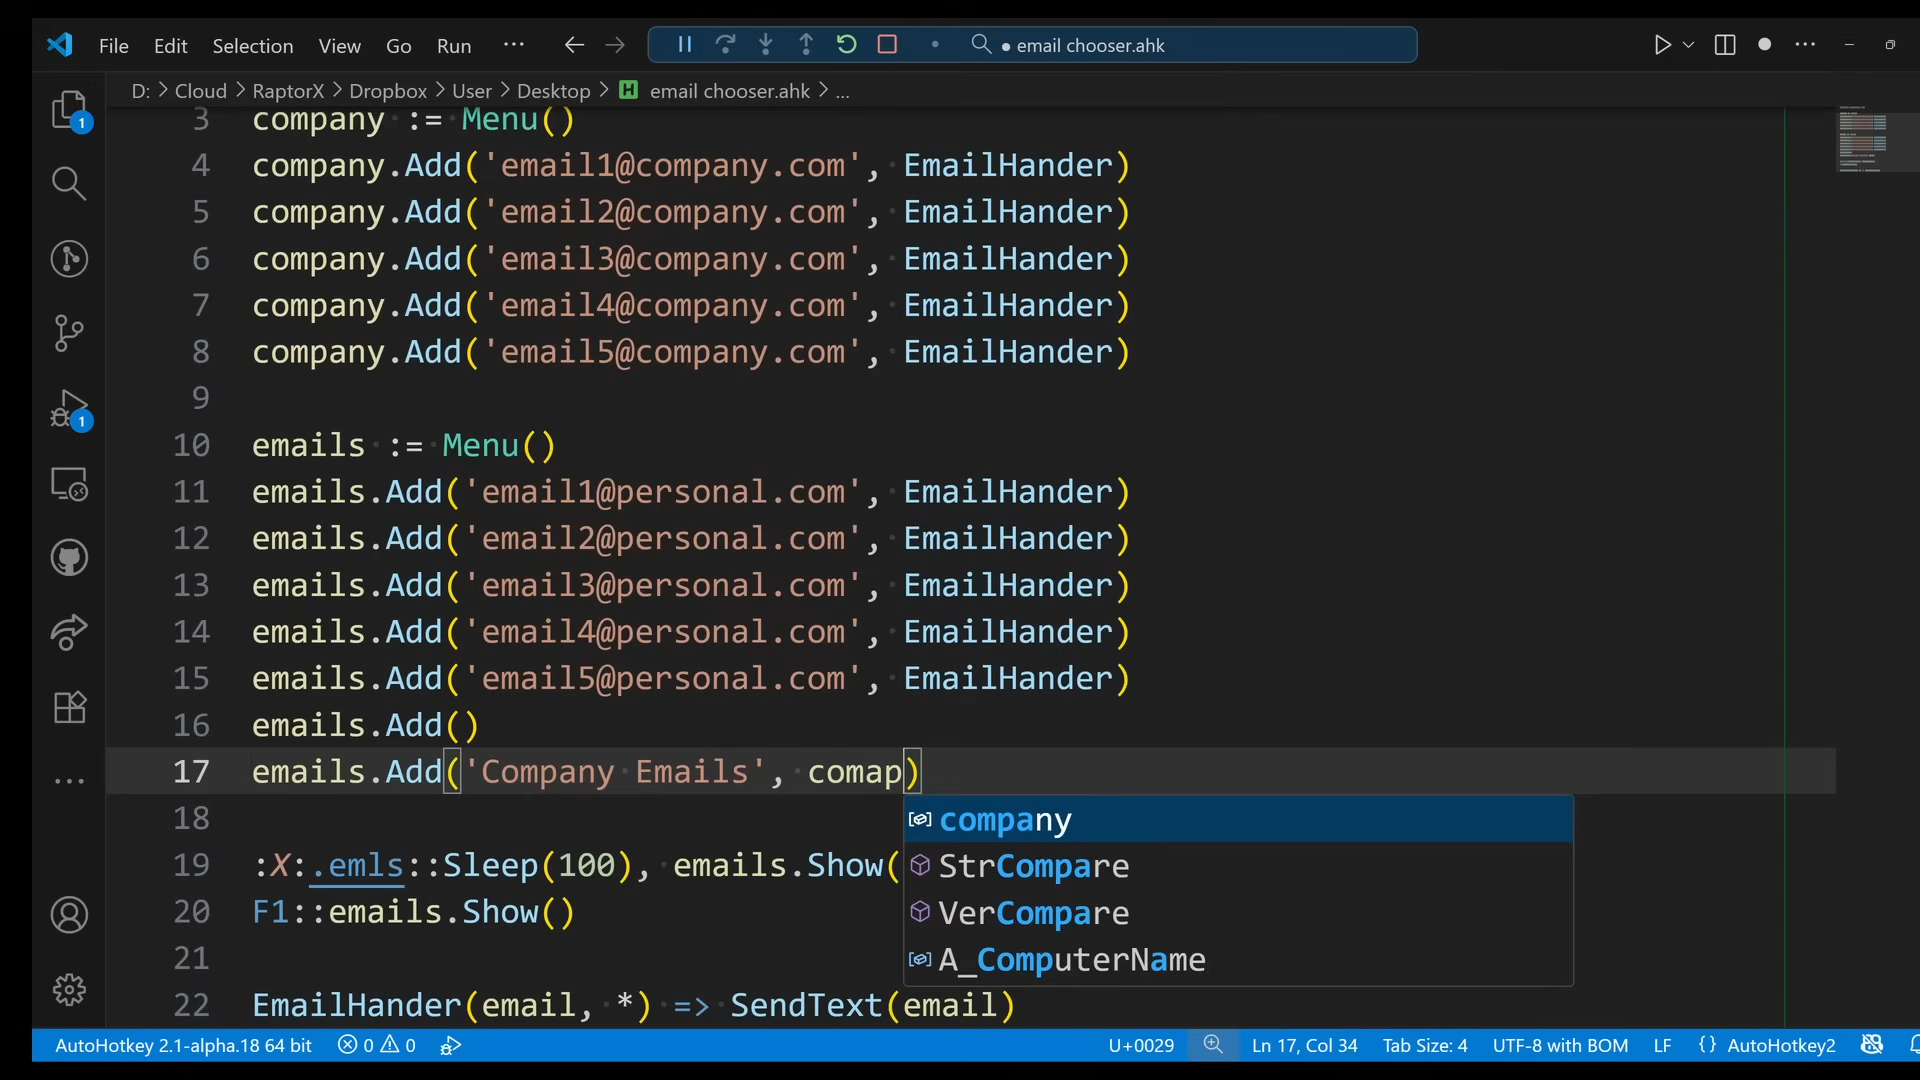 File Edit Selection View Go Run ··· email chooser.ahk
D: > Cloud > RaptorX > Dropbox > User > Desktop > email chooser.ahk > ...
3 company := Menu()
4 company.Add('email1@company.com', EmailHander)
5 company.Add('email2@company.com', EmailHander)
6 company.Add('email3@company.com', EmailHander)
7 company.Add('email4@company.com', EmailHander)
8 company.Add('email5@company.com', EmailHander)
9
10 emails := Menu()
11 emails.Add('email1@personal.com', EmailHander)
12 emails.Add('email2@personal.com', EmailHander)
13 emails.Add('email3@personal.com', EmailHander)
14 emails.Add('email4@personal.com', EmailHander)
15 emails.Add('email5@personal.com', EmailHander)
16 emails.Add()
17 emails.Add('Company Emails', comap)
18
company
19 :X:.emls::Sleep(100), emails.Show(
StrCompare
20 F1::emails.Show()
VerCompare
21
A_ComputerName
22 EmailHander(email, *) => SendText(email)
1
1
AutoHotkey 2.1-alpha.18 64 bit 0 0 U+0029 Ln 17, Col 34 Tab Size: 4 UTF-8 with BOM LF {} AutoHotkey2